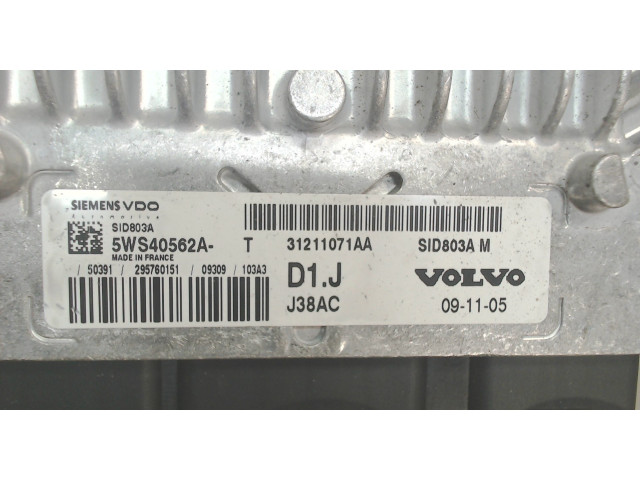 SIEMENS VDO
Automotive
SID803A
5WS40562A- T 31211071AA SID803A M
MADE IN FRANCE
/ 50391 / 295760151 / 09309 / 103A3
D1.J VOLVO
J38AC 09-11-05